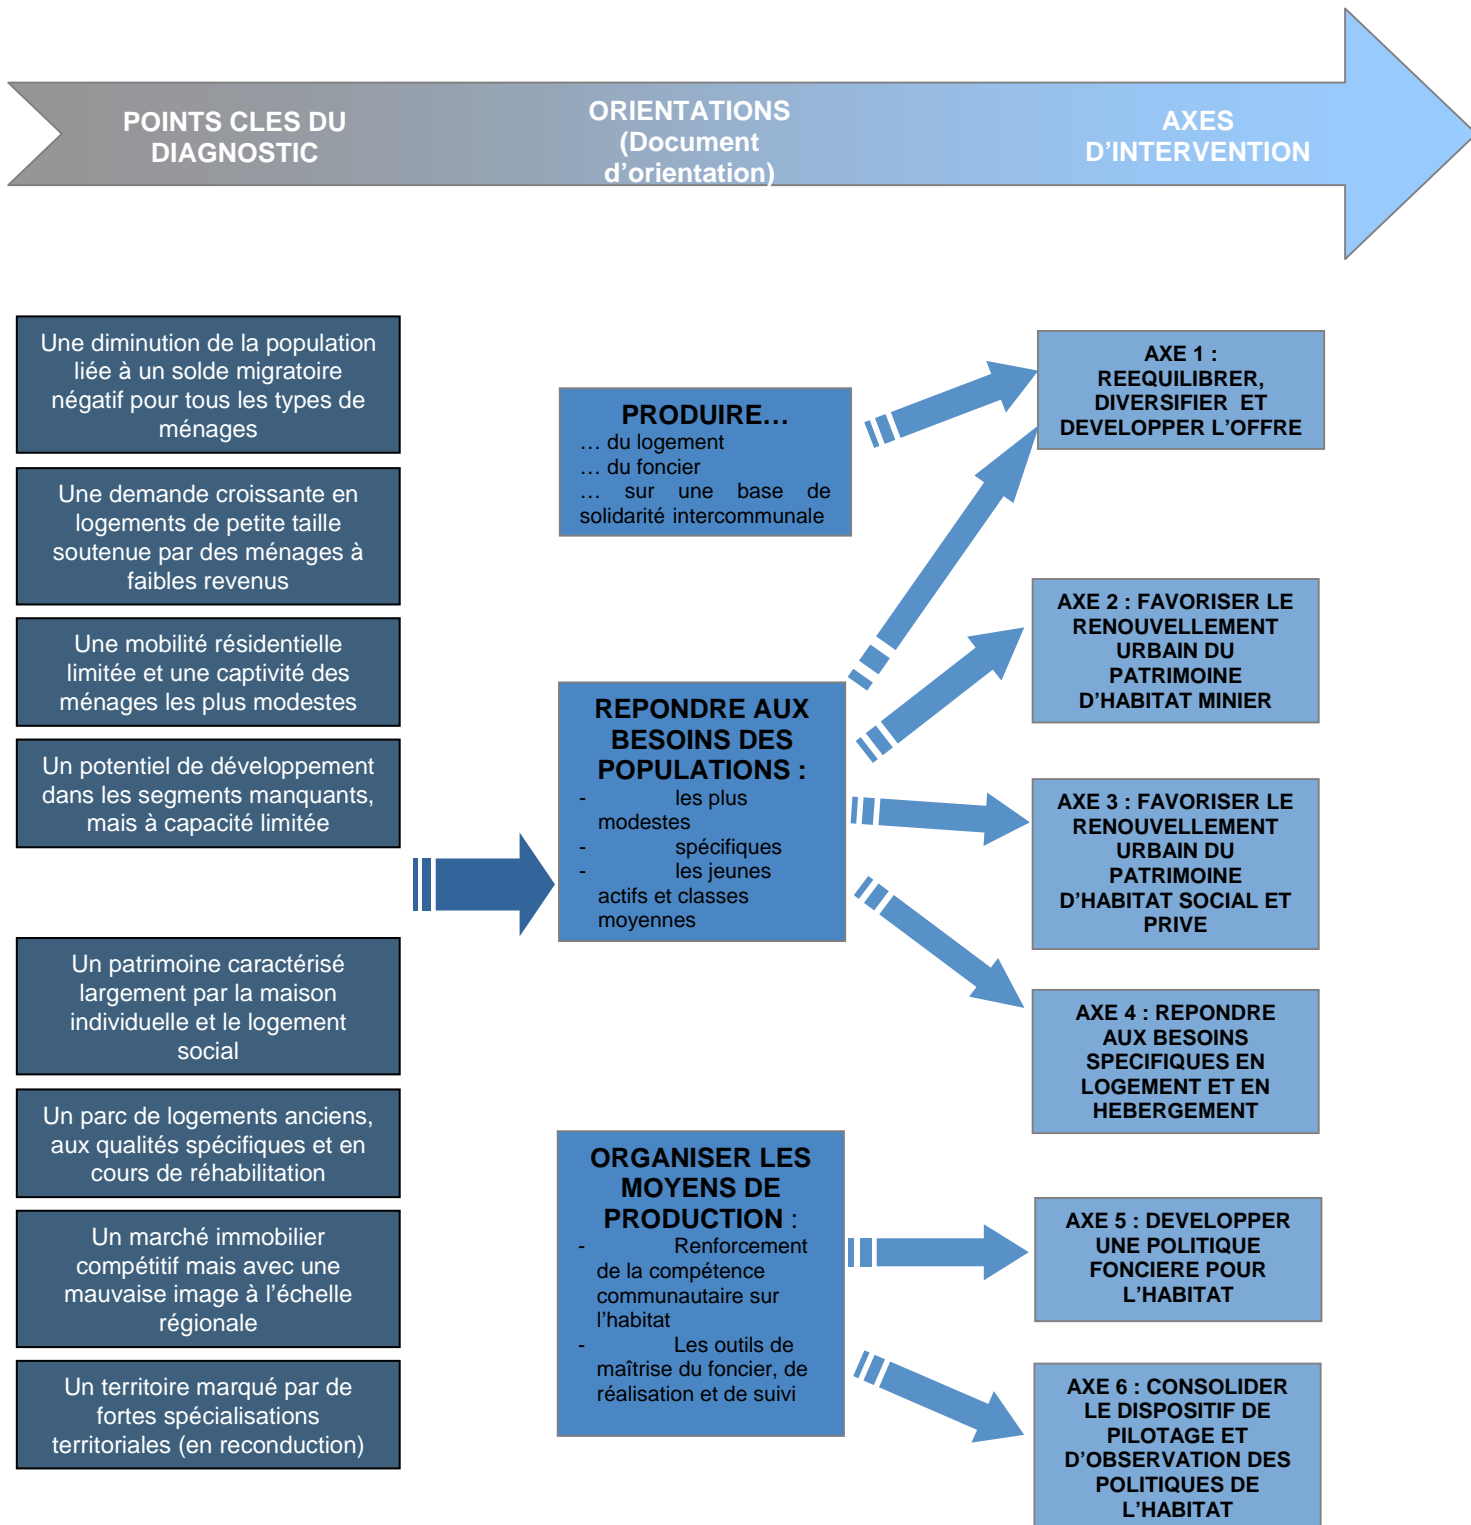 POINTS CLES DU
DIAGNOSTIC
ORIENTATIONS
(Document
d’orientation)
AXES
D’INTERVENTION
Une diminution de la population
liée à un solde migratoire
négatif pour tous les types de
ménages
Une demande croissante en
logements de petite taille
soutenue par des ménages à
faibles revenus
Une mobilité résidentielle
limitée et une captivité des
ménages les plus modestes
Un potentiel de développement
dans les segments manquants,
mais à capacité limitée
Un patrimoine caractérisé
largement par la maison
individuelle et le logement
social
Un parc de logements anciens,
aux qualités spécifiques et en
cours de réhabilitation
Un marché immobilier
compétitif mais avec une
mauvaise image à l’échelle
régionale
Un territoire marqué par de
fortes spécialisations
territoriales (en reconduction)
PRODUIRE…
… du logement
… du foncier
… sur une base de
solidarité intercommunale
REPONDRE AUX
BESOINS DES
POPULATIONS :
- les plus
modestes
- spécifiques
- les jeunes
actifs et classes
moyennes
ORGANISER LES
MOYENS DE
PRODUCTION :
- Renforcement
de la compétence
communautaire sur
l’habitat
- Les outils de
maîtrise du foncier, de
réalisation et de suivi
AXE 1 :
REEQUILIBRER,
DIVERSIFIER ET
DEVELOPPER L’OFFRE
AXE 2 : FAVORISER LE
RENOUVELLEMENT
URBAIN DU
PATRIMOINE
D’HABITAT MINIER
AXE 3 : FAVORISER LE
RENOUVELLEMENT
URBAIN DU
PATRIMOINE
D’HABITAT SOCIAL ET
PRIVE
AXE 4 : REPONDRE
AUX BESOINS
SPECIFIQUES EN
LOGEMENT ET EN
HEBERGEMENT
AXE 5 : DEVELOPPER
UNE POLITIQUE
FONCIERE POUR
L’HABITAT
AXE 6 : CONSOLIDER
LE DISPOSITIF DE
PILOTAGE ET
D’OBSERVATION DES
POLITIQUES DE
L’HABITAT